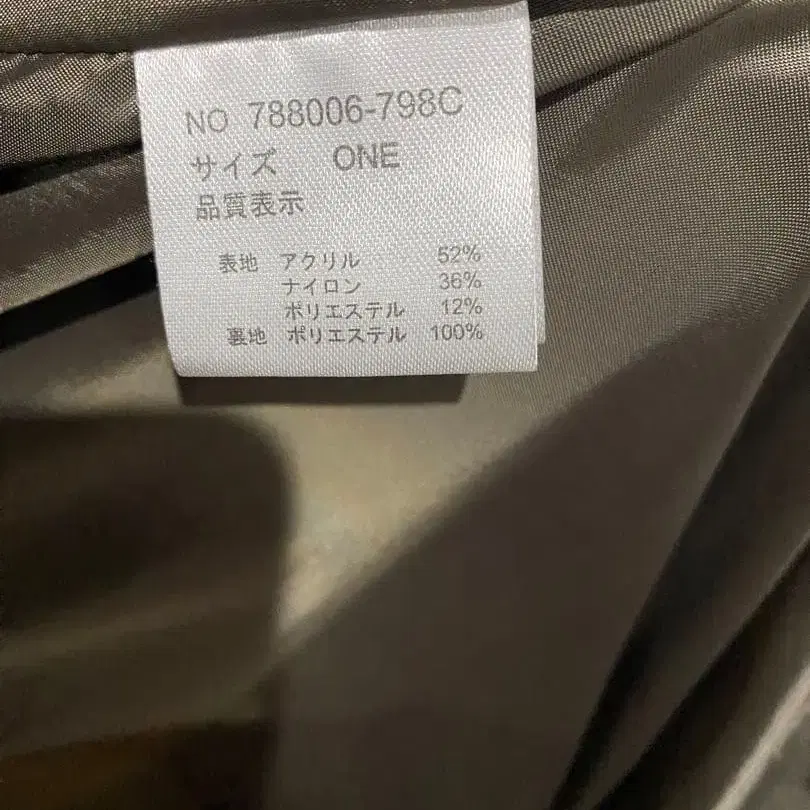 NO 788006-798C
サイズ ONE
品質表示
表地 アクリル 52%
ナイロン 36%
ポリエステル 12%
裏地 ポリエステル 100%